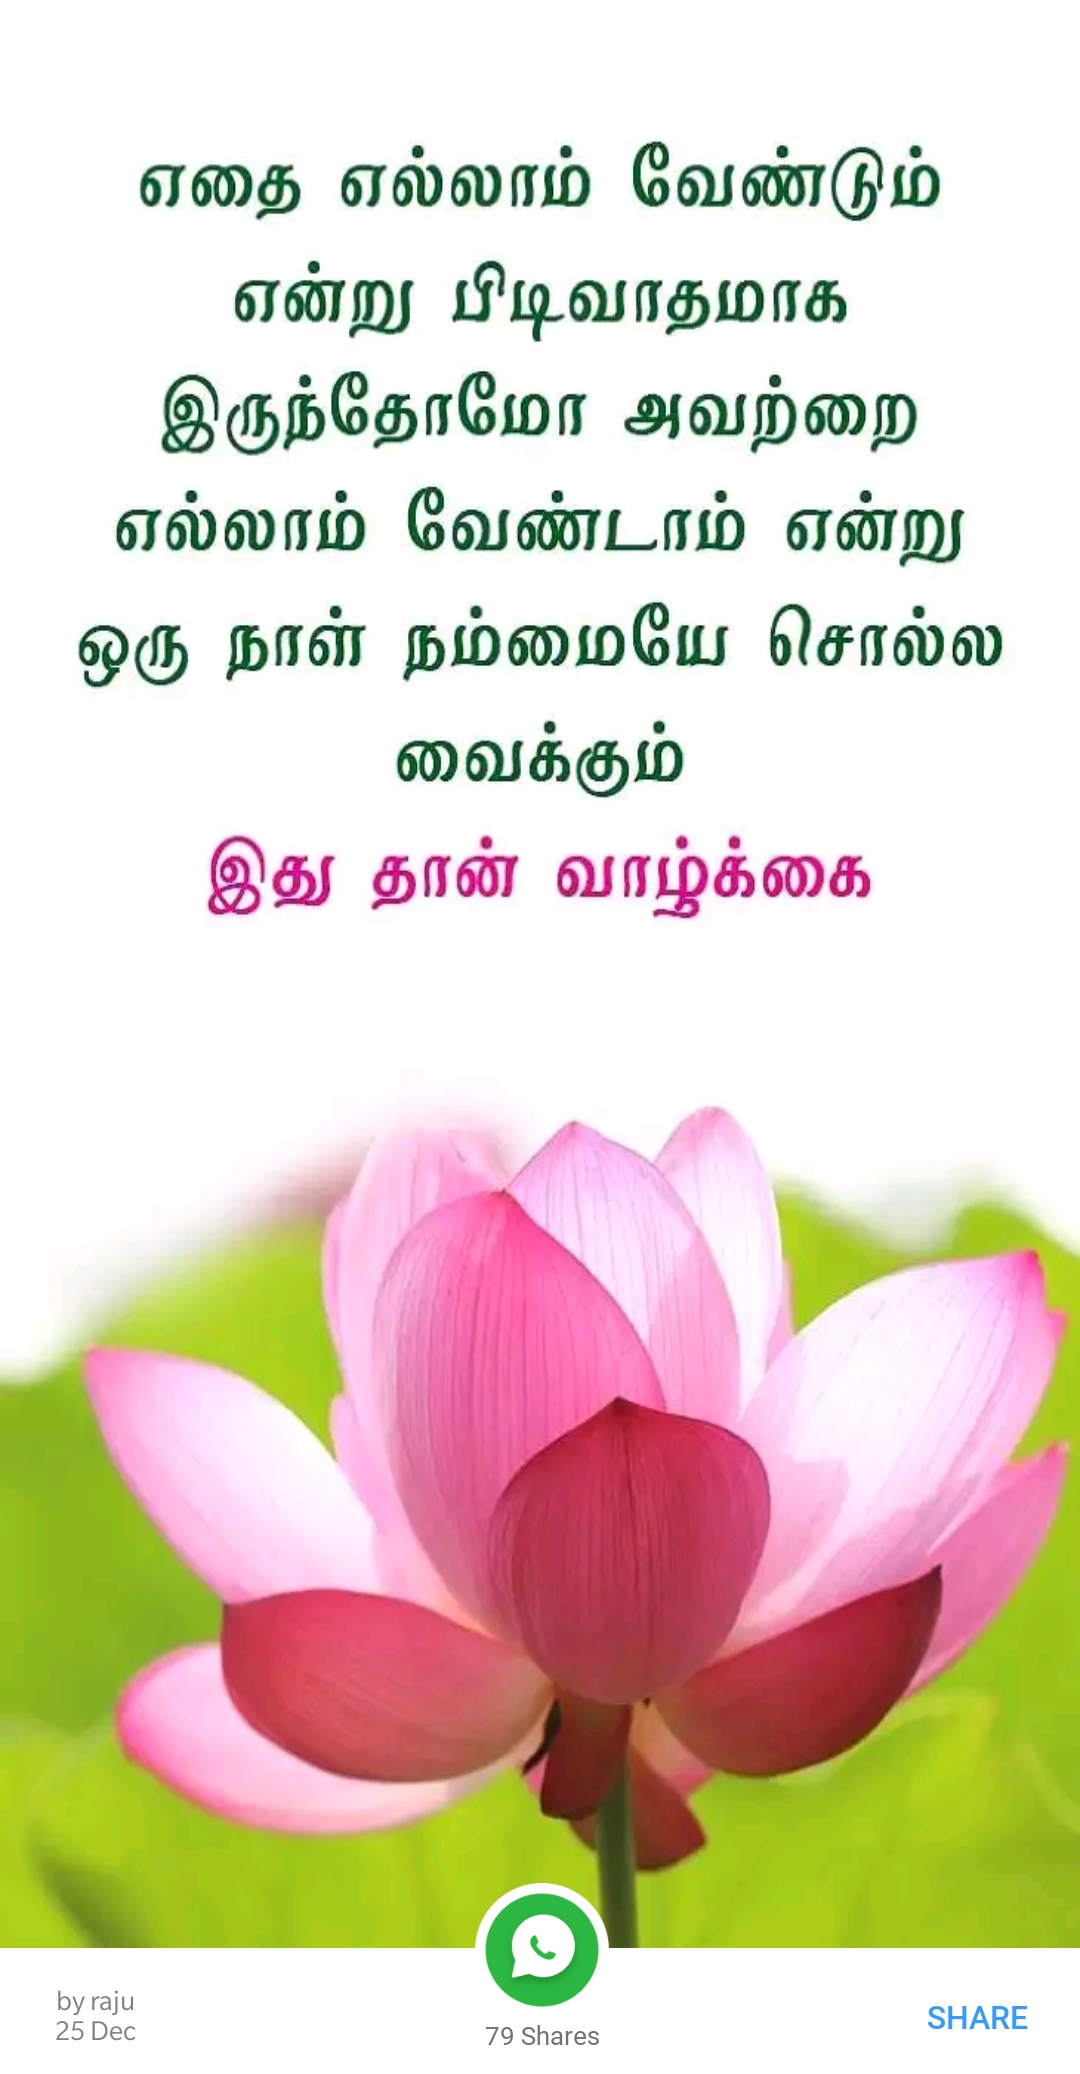 எதை எல்லாம் வேண்டும்
என்று பிடிவாதமாக
இருந்தோமோ அவற்றை
எல்லாம் வேண்டாம் என்று
ஒரு நாள் நம்மையே சொல்ல
வைக்கும்
இது தான் வாழ்க்கை
by raju
25 Dec
79 Shares
SHARE